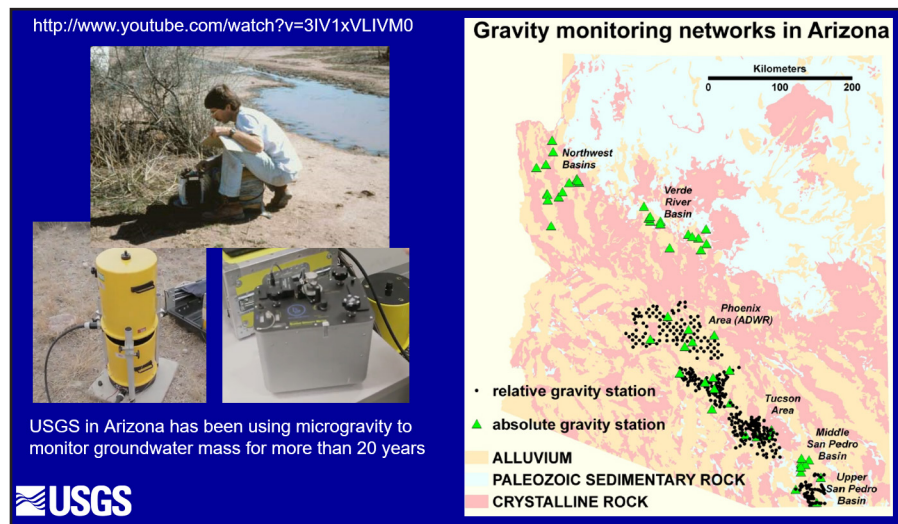 http://www.youtube.com/watch?v=3IV1xVLIVM0
USGS in Arizona has been using microgravity to
monitor groundwater mass for more than 20 years
USGS
Gravity monitoring networks in Arizona
Kilometers
0 100 200
Northwest
Basins
Verde
River
Basin
Phoenix
Area (ADWR)
relative gravity station
absolute gravity station
Tucson
Area
Middle
San Pedro
Basin
Upper
San Pedro
Basin
ALLUVIUM
PALEOZOIC SEDIMENTARY ROCK
CRYSTALLINE ROCK